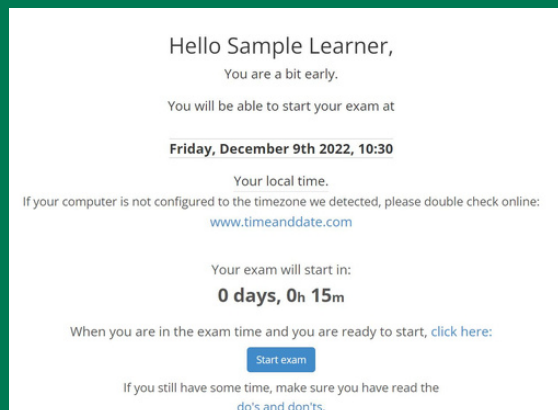 Hello Sample Learner,
You are a bit early.
You will be able to start your exam at
Friday, December 9th 2022, 10:30
Your local time.
If your computer is not configured to the timezone we detected, please double check online:
www.timeanddate.com
Your exam will start in:
0 days, 0h 15m
When you are in the exam time and you are ready to start, click here:
Start exam
If you still have some time, make sure you have read the
do's and don'ts.